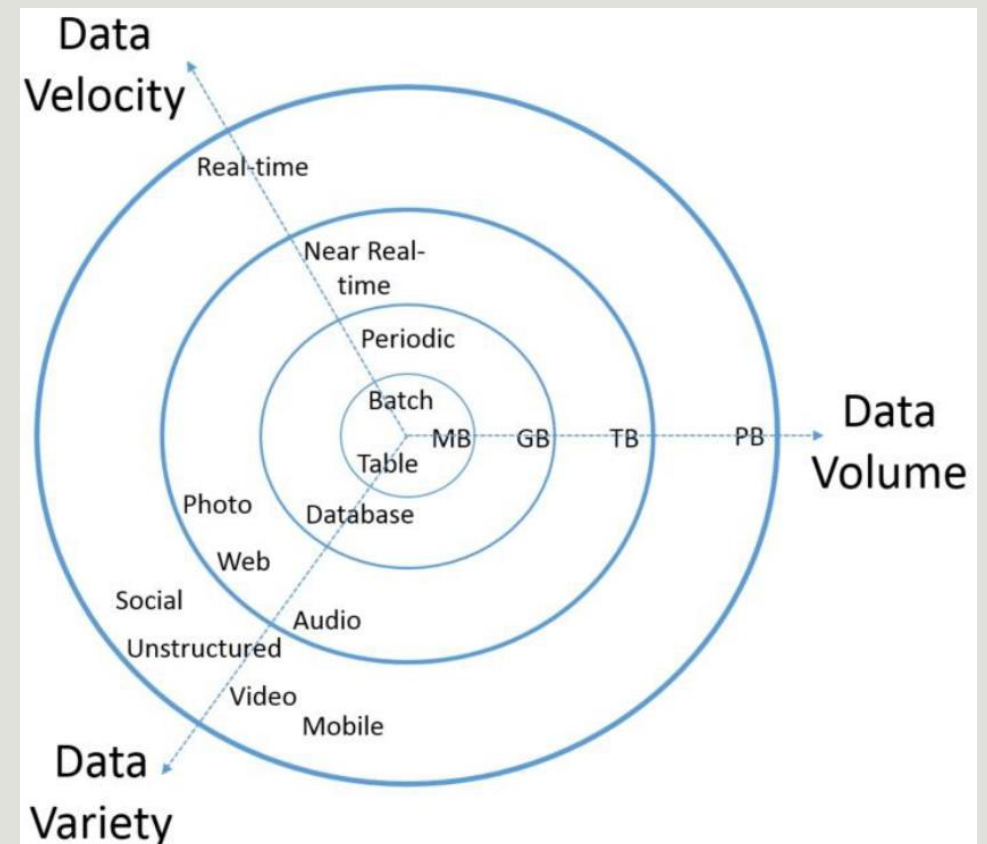 Data
Velocity
Real-time
Near Real-
time
Periodic
Batch
MB
GB
TB
PB
Data
Volume
Table
Photo
Database
Web
Social
Audio
Unstructured
Video
Mobile
Data
Variety